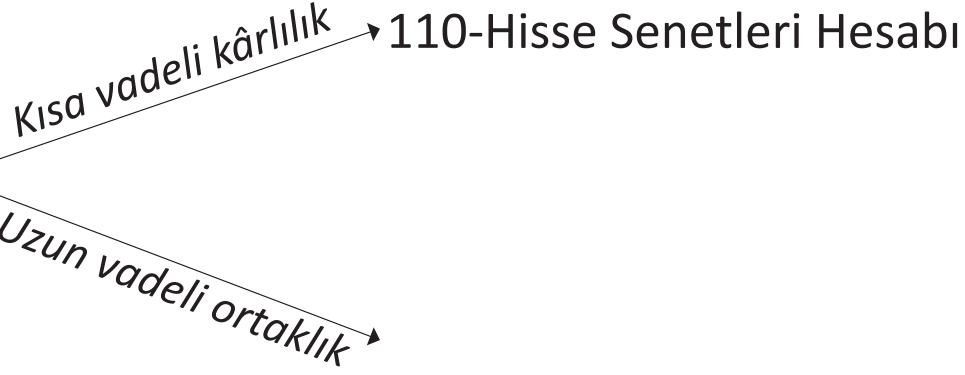 Kısa vadeli kârlılık
110-Hisse Senetleri Hesabı
Uzun vadeli ortaklık